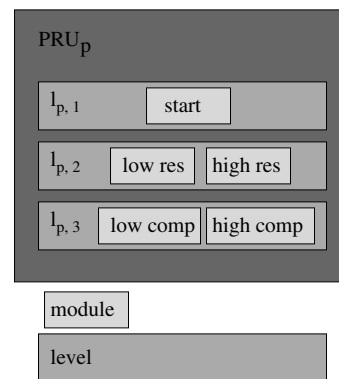 PRUp
lp, 1 start
lp, 2 low res high res
lp, 3 low comp high comp
module
level